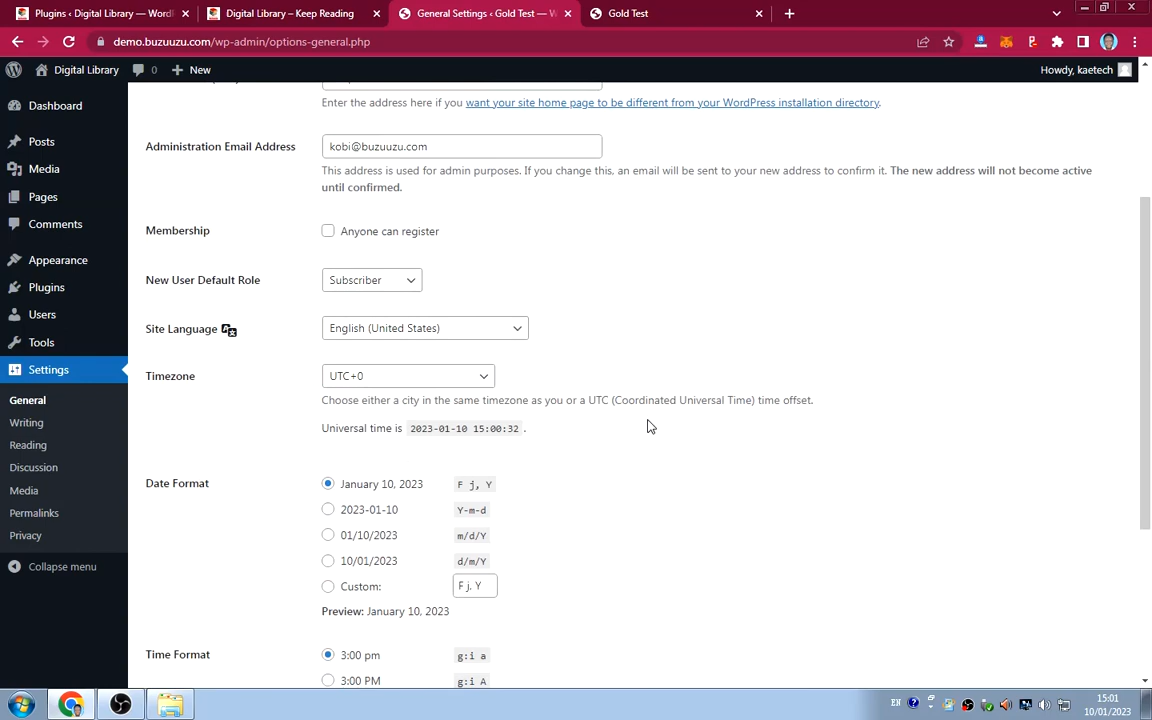 Plugins < Digital Library — WordP
Digital Library – Keep Reading
General Settings < Gold Test — W
Gold Test
demo.buzuuzu.com/wp-admin/options-general.php
Digital Library
0
New
Howdy, kaetech
Dashboard
Posts
Media
Pages
Comments
Appearance
Plugins
Users
Tools
Settings
General
Writing
Reading
Discussion
Media
Permalinks
Privacy
Collapse menu
Enter the address here if you want your site home page to be different from your WordPress installation directory.
Administration Email Address
kobi@buzuuzu.com
This address is used for admin purposes. If you change this, an email will be sent to your new address to confirm it. The new address will not become active
until confirmed.
Membership
Anyone can register
New User Default Role
Subscriber
Site Language
English (United States)
Timezone
UTC+0
Choose either a city in the same timezone as you or a UTC (Coordinated Universal Time) time offset.
Universal time is 2023-01-10 15:00:32 .
Date Format
January 10, 2023 F j, Y
2023-01-10 Y-m-d
01/10/2023 m/d/Y
10/01/2023 d/m/Y
Custom: F j, Y
Preview: January 10, 2023
Time Format
3:00 pm g:i a
3:00 PM g:i A
EN
15:01
10/01/2023